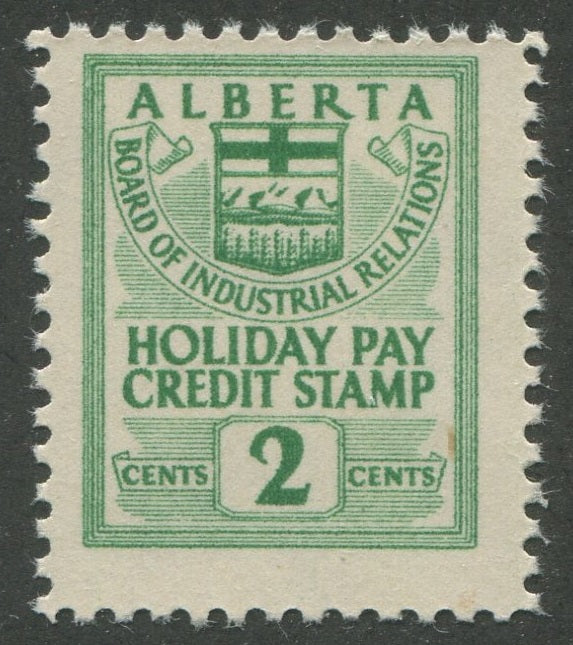 ALBERTA
BOARD OF INDUSTRIAL RELATIONS
HOLIDAY PAY
CREDIT STAMP
CENTS 2 CENTS